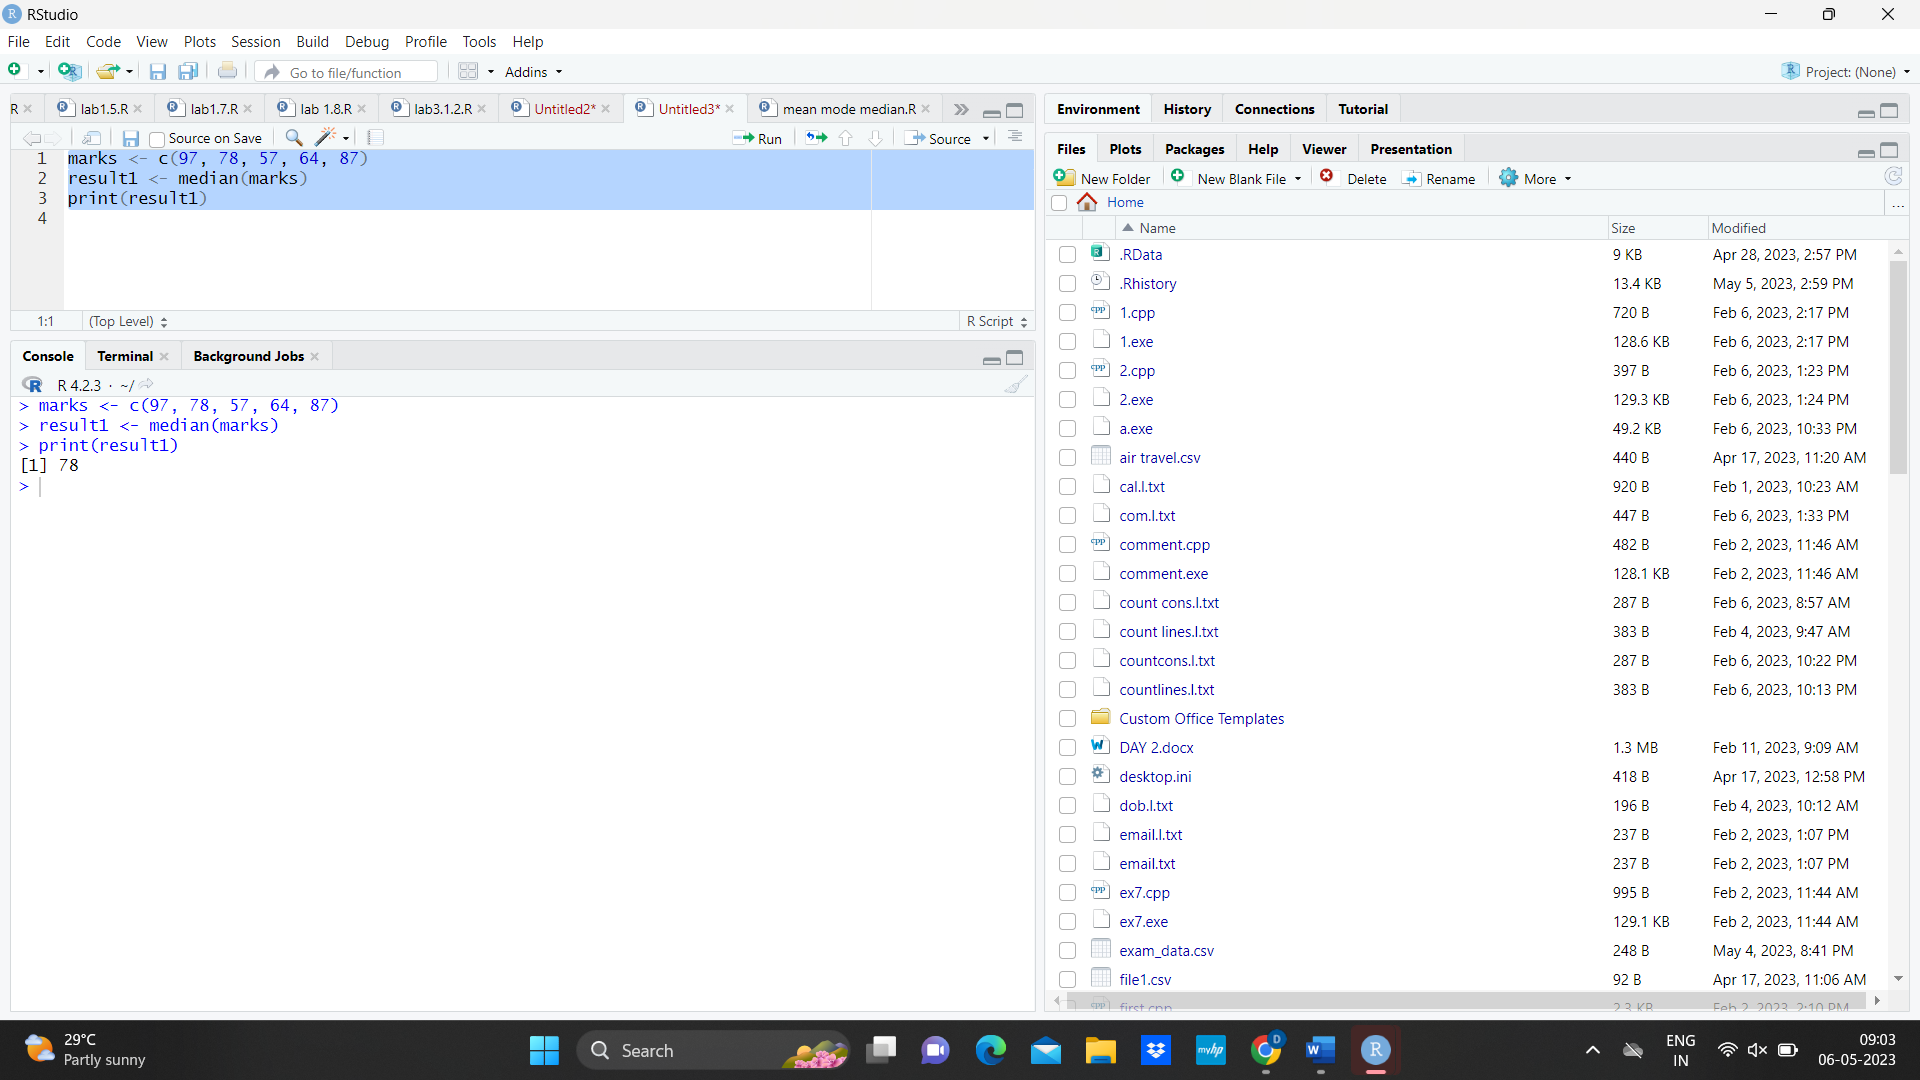 RStudio
File Edit Code View Plots Session Build Debug Profile Tools Help
Go to file/function Addins Project: (None)
R lab1.5.R lab1.7.R lab 1.8.R lab3.1.2.R Untitled2* Untitled3* mean mode median.R
Source on Save Run Source
1 marks <- c(97, 78, 57, 64, 87)
2 result1 <- median(marks)
3 print(result1)
4
1:1 (Top Level) R Script
Console Terminal Background Jobs
R 4.2.3 · ~/
> marks <- c(97, 78, 57, 64, 87)
> result1 <- median(marks)
> print(result1)
[1] 78
>
Environment History Connections Tutorial
Files Plots Packages Help Viewer Presentation
New Folder New Blank File Delete Rename More
Home ...
Name Size Modified
.RData 9 KB Apr 28, 2023, 2:57 PM
.Rhistory 13.4 KB May 5, 2023, 2:59 PM
1.cpp 720 B Feb 6, 2023, 2:17 PM
1.exe 128.6 KB Feb 6, 2023, 2:17 PM
2.cpp 397 B Feb 6, 2023, 1:23 PM
2.exe 129.3 KB Feb 6, 2023, 1:24 PM
a.exe 49.2 KB Feb 6, 2023, 10:33 PM
air travel.csv 440 B Apr 17, 2023, 11:20 AM
cal.l.txt 920 B Feb 1, 2023, 10:23 AM
com.l.txt 447 B Feb 6, 2023, 1:33 PM
comment.cpp 482 B Feb 2, 2023, 11:46 AM
comment.exe 128.1 KB Feb 2, 2023, 11:46 AM
count cons.l.txt 287 B Feb 6, 2023, 8:57 AM
count lines.l.txt 383 B Feb 4, 2023, 9:47 AM
countcons.l.txt 287 B Feb 6, 2023, 10:22 PM
countlines.l.txt 383 B Feb 6, 2023, 10:13 PM
Custom Office Templates
DAY 2.docx 1.3 MB Feb 11, 2023, 9:09 AM
desktop.ini 418 B Apr 17, 2023, 12:58 PM
dob.l.txt 196 B Feb 4, 2023, 10:12 AM
email.l.txt 237 B Feb 2, 2023, 1:07 PM
email.txt 237 B Feb 2, 2023, 1:07 PM
ex7.cpp 995 B Feb 2, 2023, 11:44 AM
ex7.exe 129.1 KB Feb 2, 2023, 11:44 AM
exam_data.csv 248 B May 4, 2023, 8:41 PM
file1.csv 92 B Apr 17, 2023, 11:06 AM
first.cpp 2.3 KB Feb 2, 2023, 2:10 PM
29°C
Partly sunny
Search
myhp
D
ENG
IN
09:03
06-05-2023